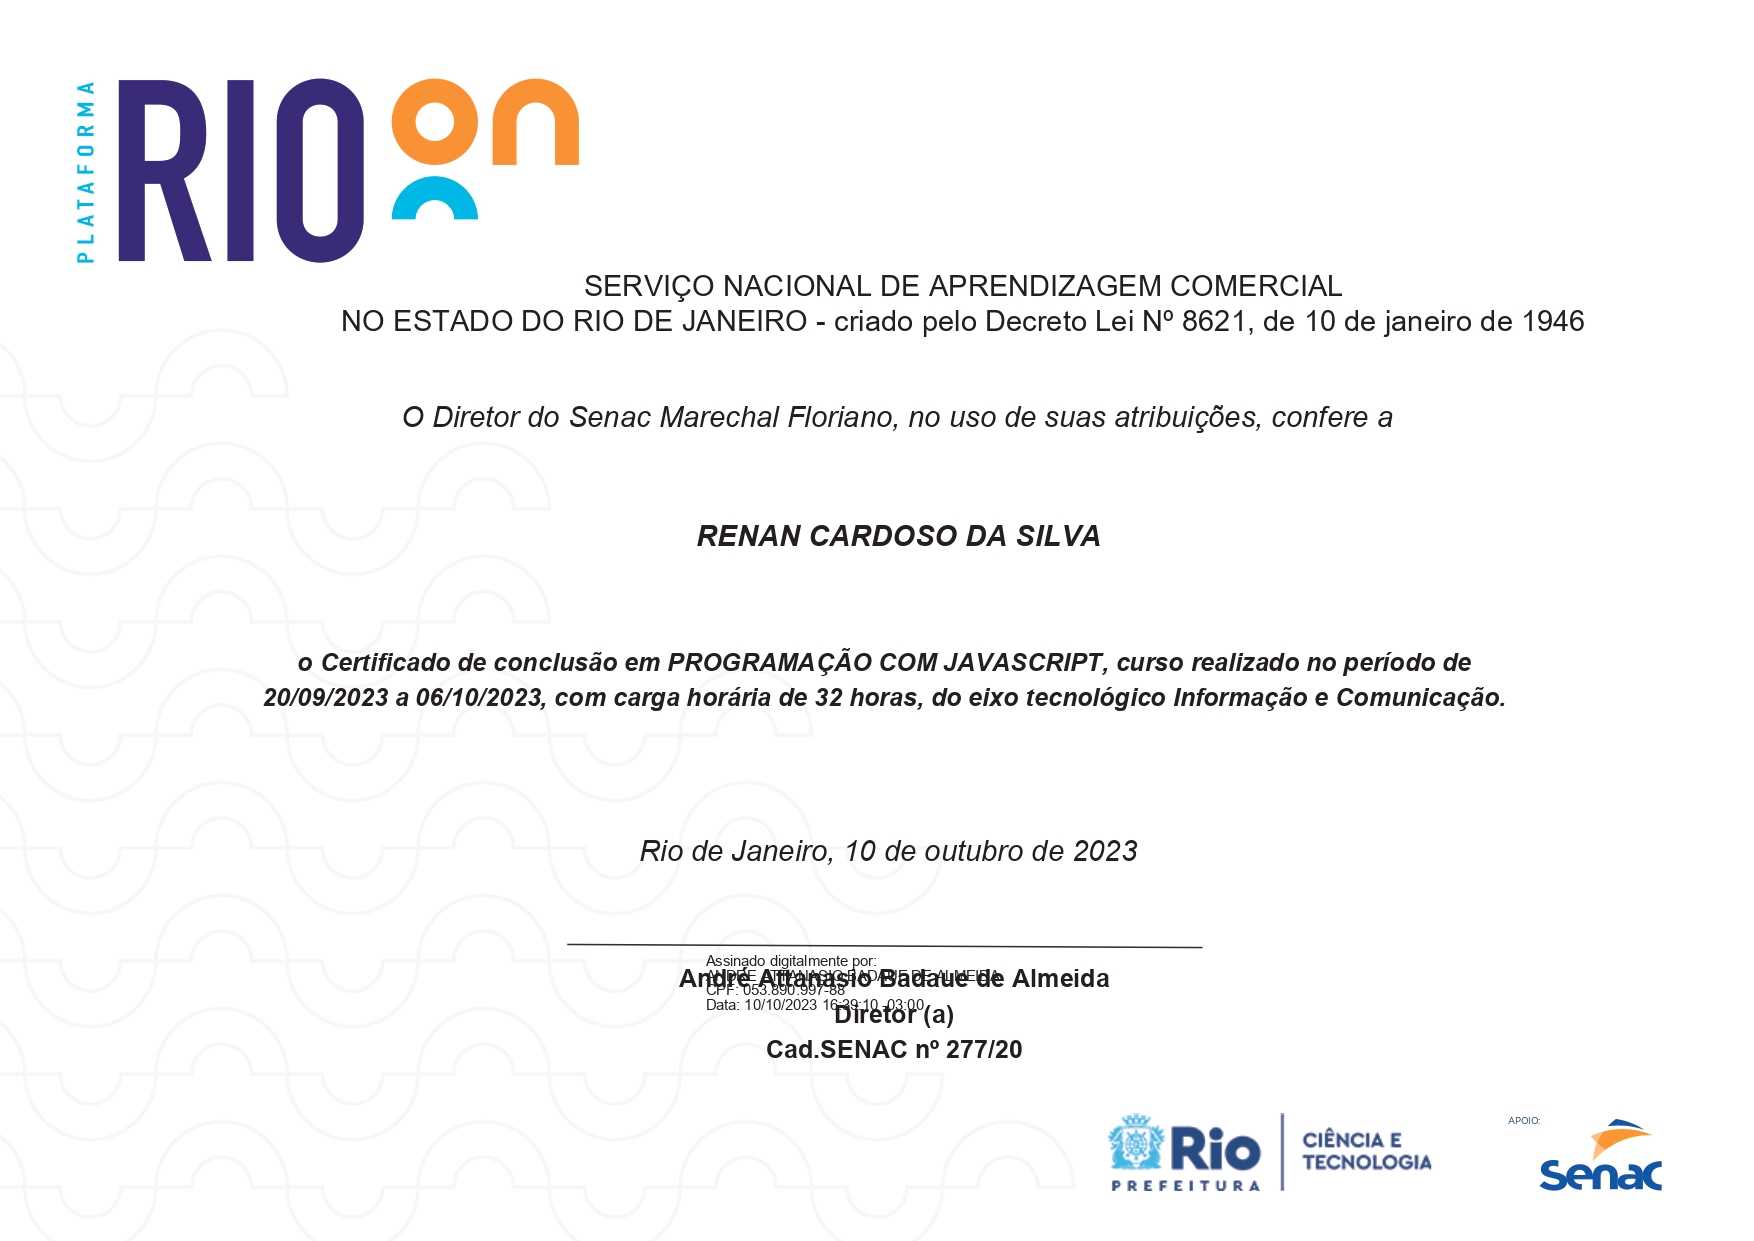 PLATAFORMA
RIO on
SERVIÇO NACIONAL DE APRENDIZAGEM COMERCIAL
NO ESTADO DO RIO DE JANEIRO - criado pelo Decreto Lei Nº 8621, de 10 de janeiro de 1946
O Diretor do Senac Marechal Floriano, no uso de suas atribuições, confere a
RENAN CARDOSO DA SILVA
o Certificado de conclusão em PROGRAMAÇÃO COM JAVASCRIPT, curso realizado no período de
20/09/2023 a 06/10/2023, com carga horária de 32 horas, do eixo tecnológico Informação e Comunicação.
Rio de Janeiro, 10 de outubro de 2023
Assinado digitalmente por:
ANDRE ATTANASIO BADAUE DE ALMEIDA
CPF: 053.890.997-88
Data: 10/10/2023 16:39:10 -03:00
André Attanasio Badaue de Almeida
Diretor (a)
Cad.SENAC nº 277/20
Rio
PREFEITURA
CIÊNCIA E
TECNOLOGIA
APOIO:
Senac